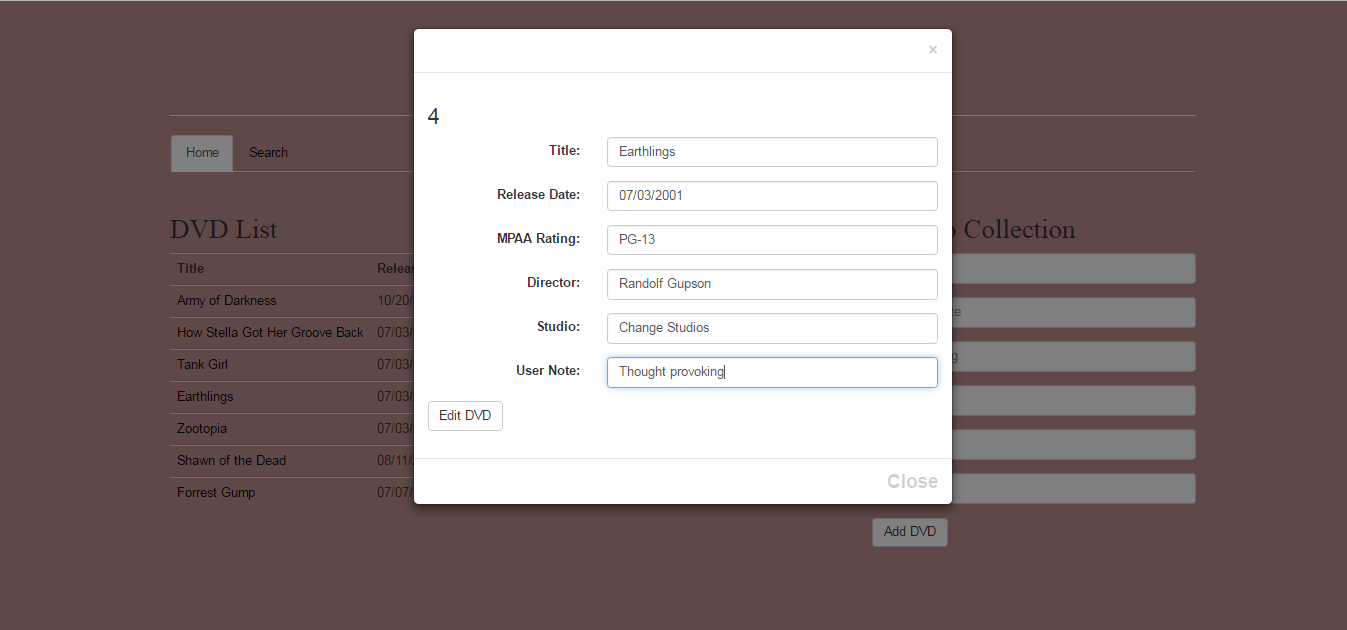 ×
4
Title: Earthlings
Release Date: 07/03/2001
MPAA Rating: PG-13
Director: Randolf Gupson
Studio: Change Studios
User Note: Thought provoking
Edit DVD
Close
Home Search
DVD List
Title
Army of Darkness 10/20/
How Stella Got Her Groove Back 07/03/
Tank Girl 07/03/
Earthlings 07/03/
Zootopia 07/03/
Shawn of the Dead 08/11/
Forrest Gump 07/07/
Collection
Add DVD